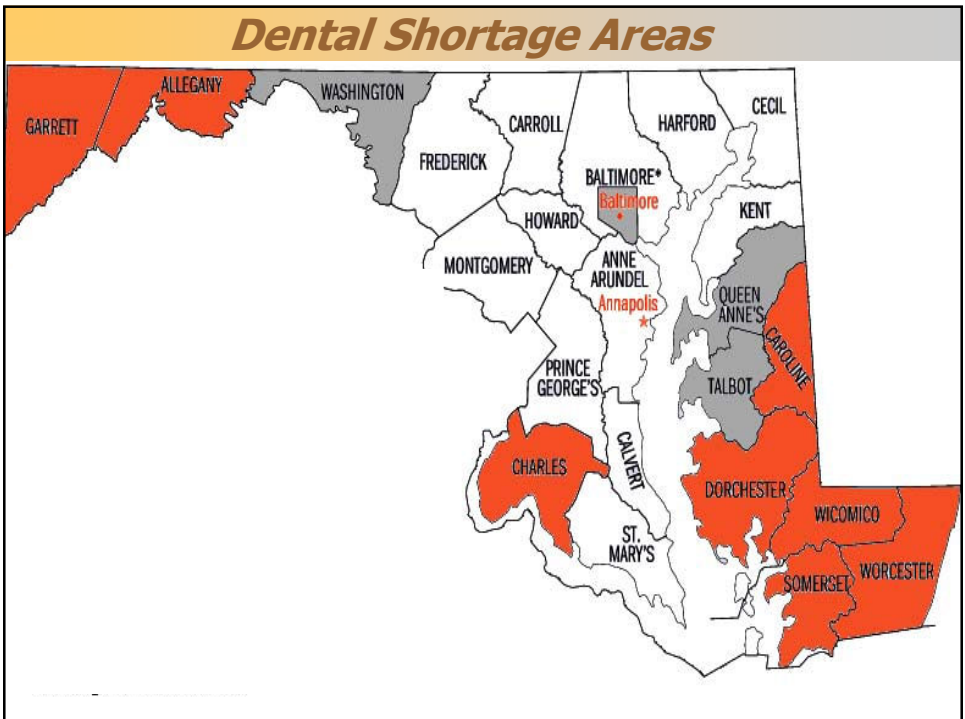 Dental Shortage Areas
GARRETT
ALLEGANY
WASHINGTON
FREDERICK
CARROLL
BALTIMORE*
Baltimore
HARFORD
CECIL
KENT
HOWARD
MONTGOMERY
ANNE
ARUNDEL
Annapolis
QUEEN
ANNE'S
CAROLINE
TALBOT
PRINCE
GEORGE'S
CALVERT
CHARLES
ST.
MARY'S
DORCHESTER
WICOMICO
SOMERSET
WORCESTER